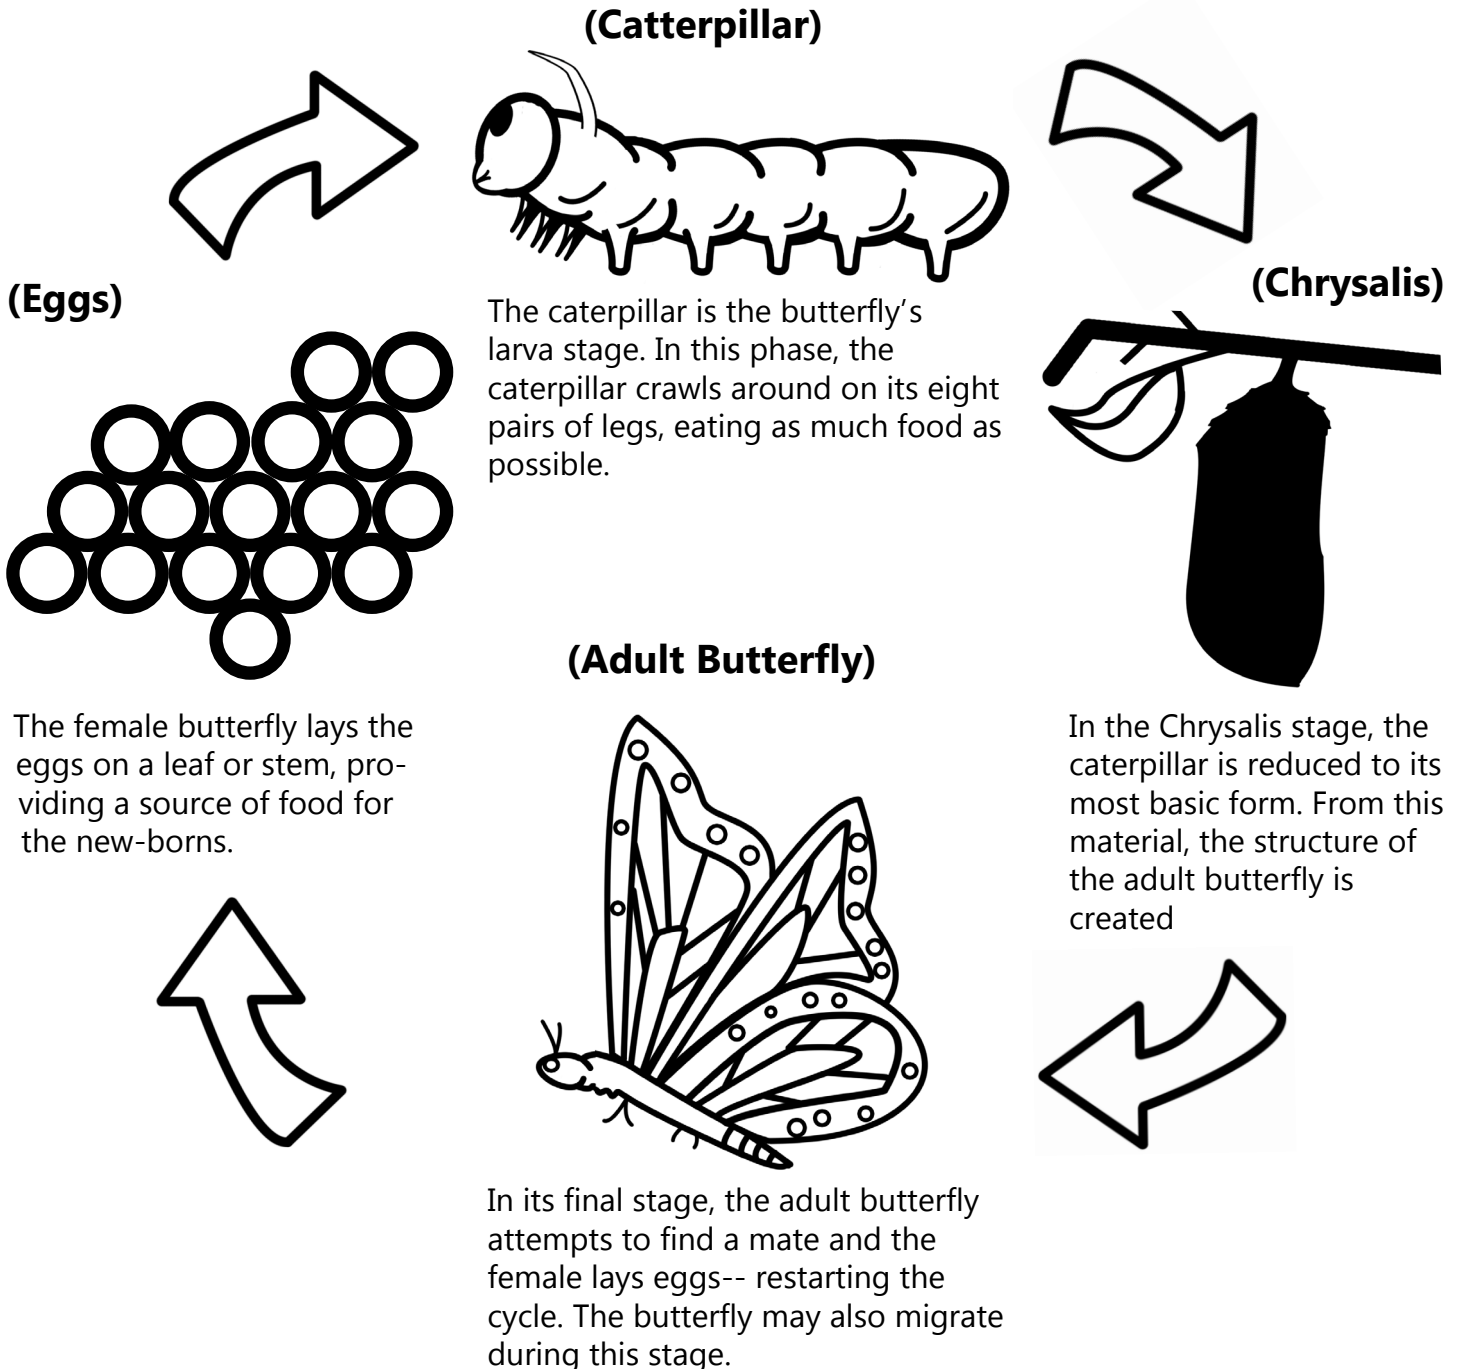 (Catterpillar)
The caterpillar is the butterfly's
larva stage. In this phase, the
caterpillar crawls around on its eight
pairs of legs, eating as much food as
possible.
(Chrysalis)
In the Chrysalis stage, the
caterpillar is reduced to its
most basic form. From this
material, the structure of
the adult butterfly is
created
(Adult Butterfly)
In its final stage, the adult butterfly
attempts to find a mate and the
female lays eggs-- restarting the
cycle. The butterfly may also migrate
during this stage.
(Eggs)
The female butterfly lays the
eggs on a leaf or stem, pro-
viding a source of food for
the new-borns.